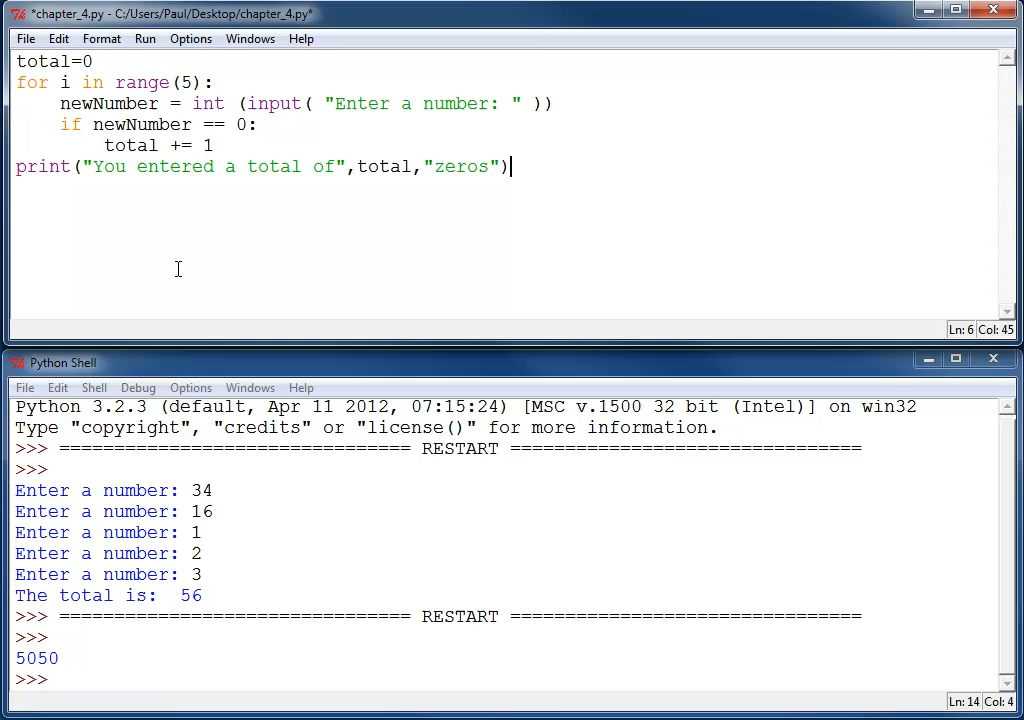 *chapter_4.py - C:/Users/Paul/Desktop/chapter_4.py*
File Edit Format Run Options Windows Help
total=0
for i in range(5):
    newNumber = int (input( "Enter a number: " ))
    if newNumber == 0:
        total += 1
print("You entered a total of",total,"zeros")
Ln: 6 Col: 45
Python Shell
File Edit Shell Debug Options Windows Help
Python 3.2.3 (default, Apr 11 2012, 07:15:24) [MSC v.1500 32 bit (Intel)] on win32
Type "copyright", "credits" or "license()" for more information.
>>> ================================ RESTART ================================
>>>
Enter a number: 34
Enter a number: 16
Enter a number: 1
Enter a number: 2
Enter a number: 3
The total is:  56
>>> ================================ RESTART ================================
>>>
5050
>>>
Ln: 14 Col: 4